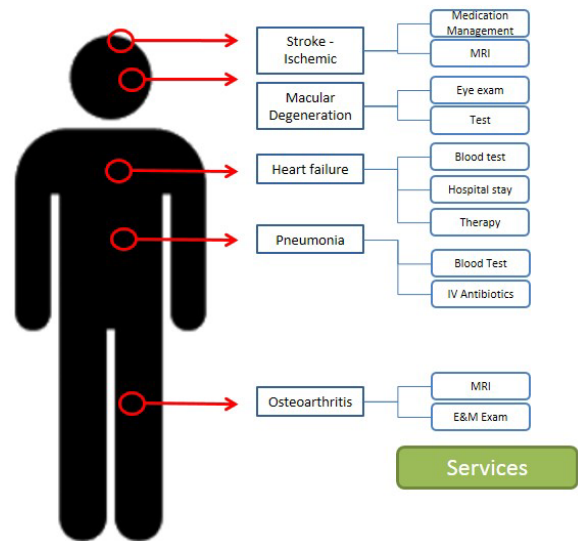 Stroke -
Ischemic
Medication
Management
MRI
Macular
Degeneration
Eye exam
Test
Heart failure
Blood test
Hospital stay
Therapy
Pneumonia
Blood Test
IV Antibiotics
Osteoarthritis
MRI
E&M Exam
Services